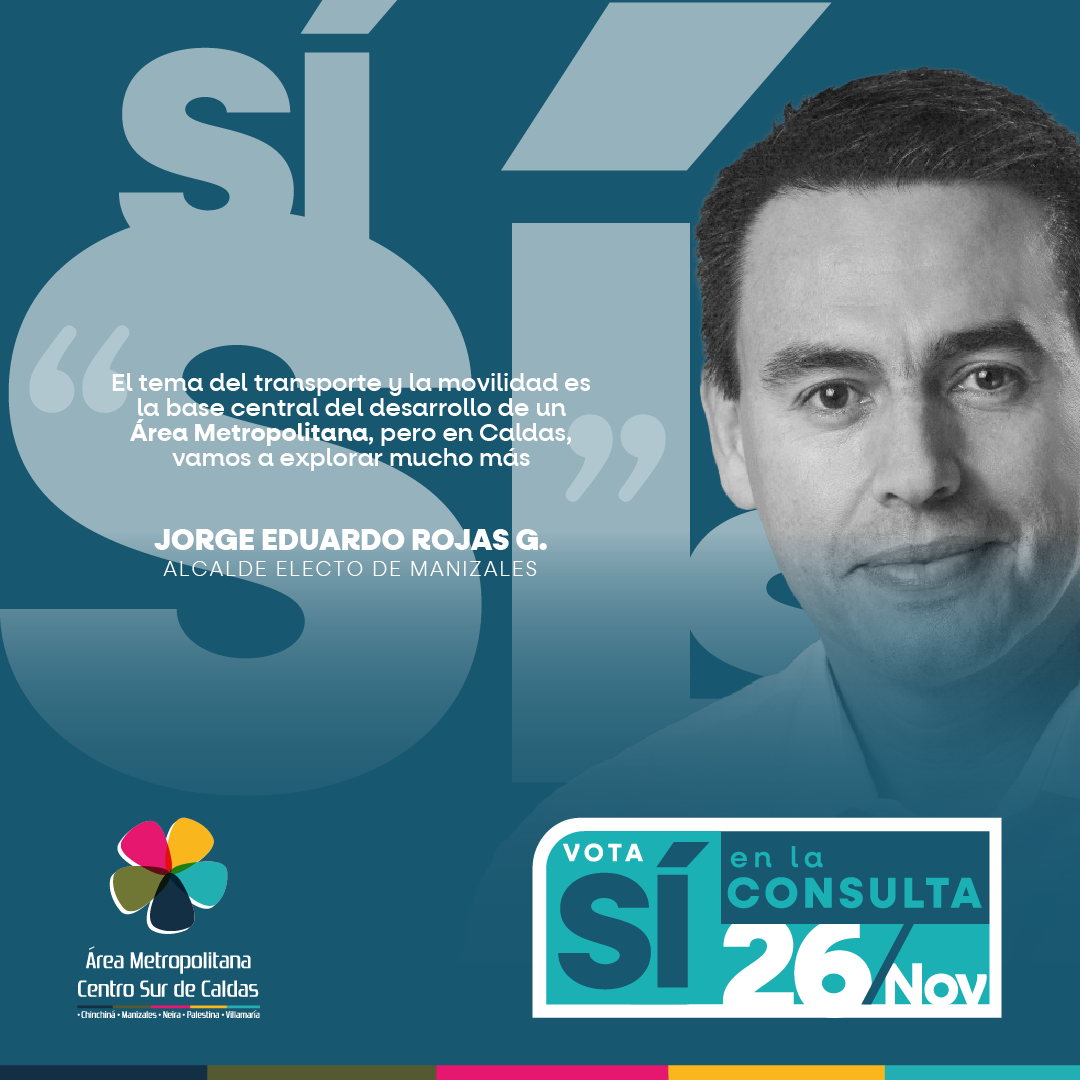 SÍ
SÍ
“El tema del transporte y la movilidad es
la base central del desarrollo de un
Área Metropolitana, pero en Caldas,
vamos a explorar mucho más”
JORGE EDUARDO ROJAS G.
ALCALDE ELECTO DE MANIZALES
Área Metropolitana
Centro Sur de Caldas
• Chinchiná • Manizales • Neira • Palestina • Villamaría
VOTA
SÍ
en la
CONSULTA
26/Nov